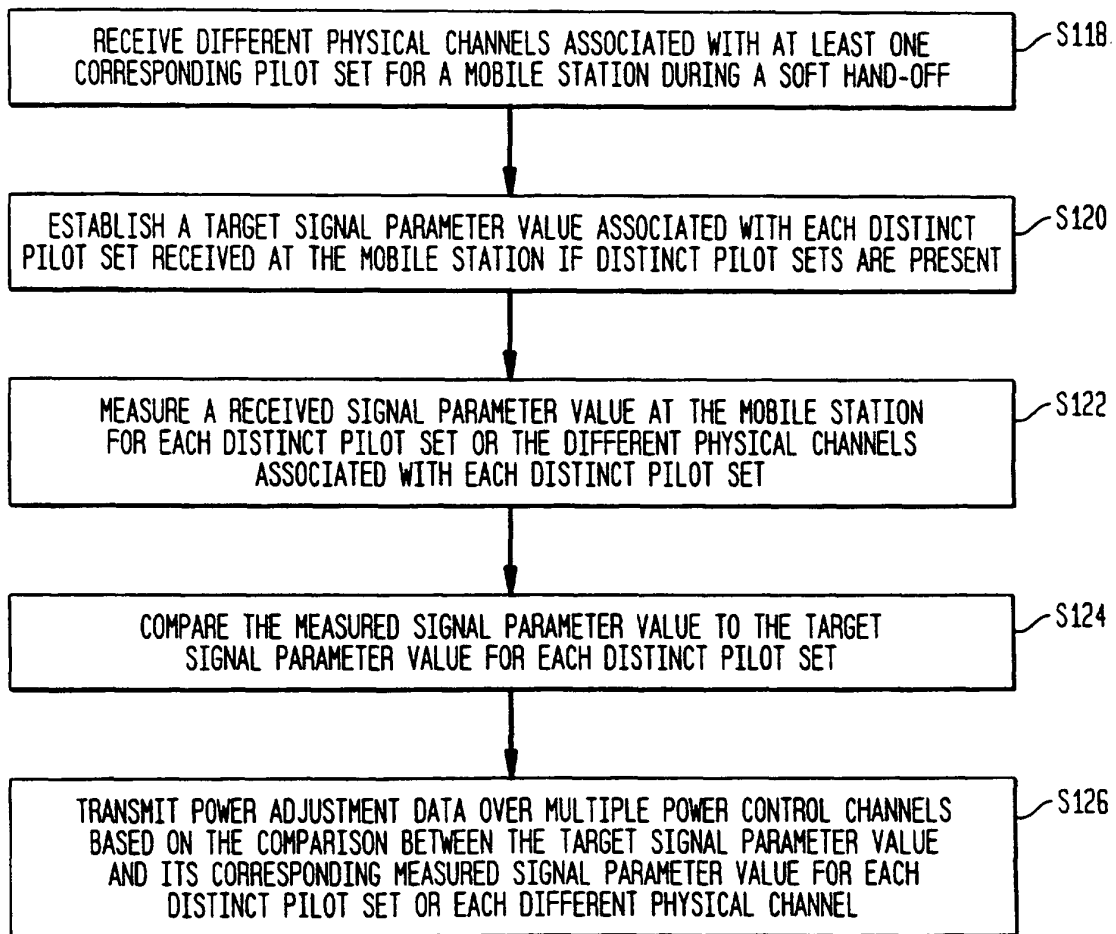 RECEIVE DIFFERENT PHYSICAL CHANNELS ASSOCIATED WITH AT LEAST ONE
CORRESPONDING PILOT SET FOR A MOBILE STATION DURING A SOFT HAND-OFF
S118
ESTABLISH A TARGET SIGNAL PARAMETER VALUE ASSOCIATED WITH EACH DISTINCT
PILOT SET RECEIVED AT THE MOBILE STATION IF DISTINCT PILOT SETS ARE PRESENT
S120
MEASURE A RECEIVED SIGNAL PARAMETER VALUE AT THE MOBILE STATION
FOR EACH DISTINCT PILOT SET OR THE DIFFERENT PHYSICAL CHANNELS
ASSOCIATED WITH EACH DISTINCT PILOT SET
S122
COMPARE THE MEASURED SIGNAL PARAMETER VALUE TO THE TARGET
SIGNAL PARAMETER VALUE FOR EACH DISTINCT PILOT SET
S124
TRANSMIT POWER ADJUSTMENT DATA OVER MULTIPLE POWER CONTROL CHANNELS
BASED ON THE COMPARISON BETWEEN THE TARGET SIGNAL PARAMETER VALUE
AND ITS CORRESPONDING MEASURED SIGNAL PARAMETER VALUE FOR EACH
DISTINCT PILOT SET OR EACH DIFFERENT PHYSICAL CHANNEL
S126